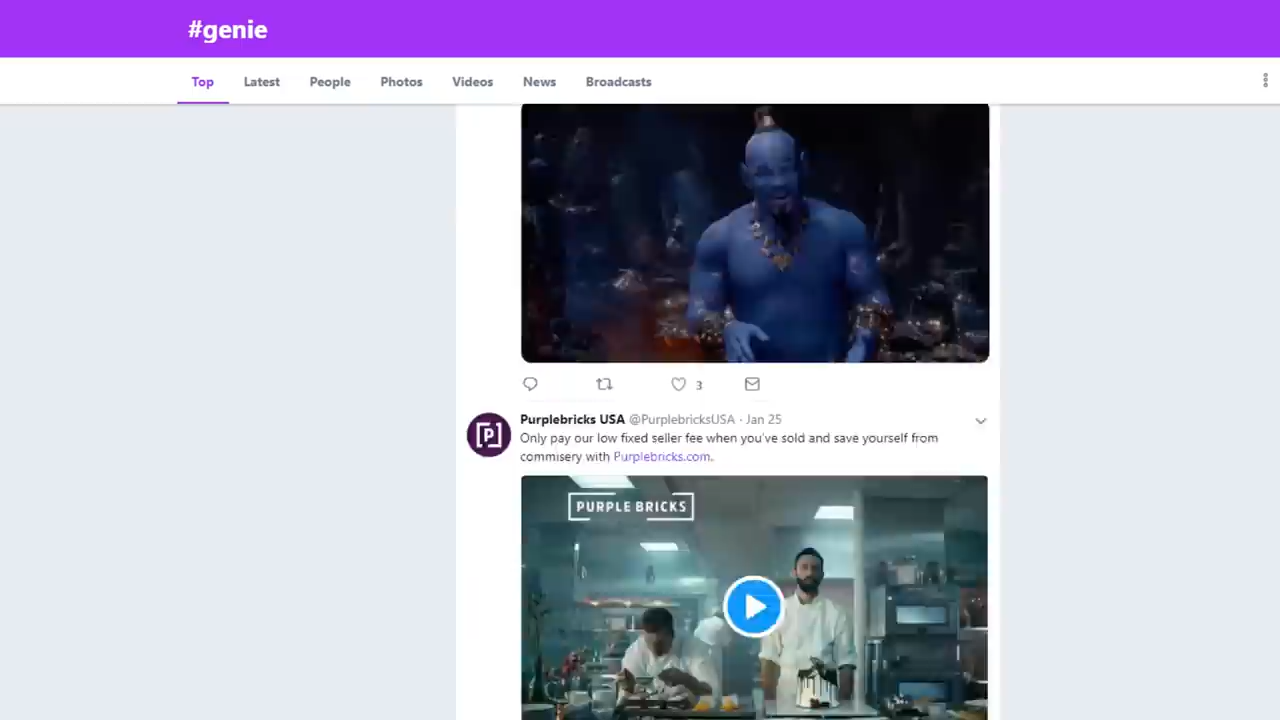 #genie
Top Latest People Photos Videos News Broadcasts
3
Purplebricks USA @PurplebricksUSA · Jan 25
Only pay our low fixed seller fee when you've sold and save yourself from
commisery with Purplebricks.com.
[P]
PURPLE BRICKS